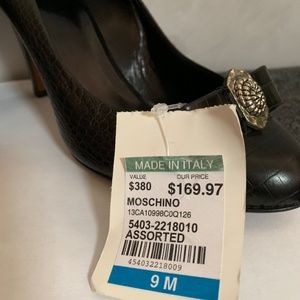 MADE IN ITALY
VALUE OUR PRICE
$380 $169.97
MOSCHINO
13CA10998C0Q126
5403-2218010
ASSORTED
454032218009
9 M